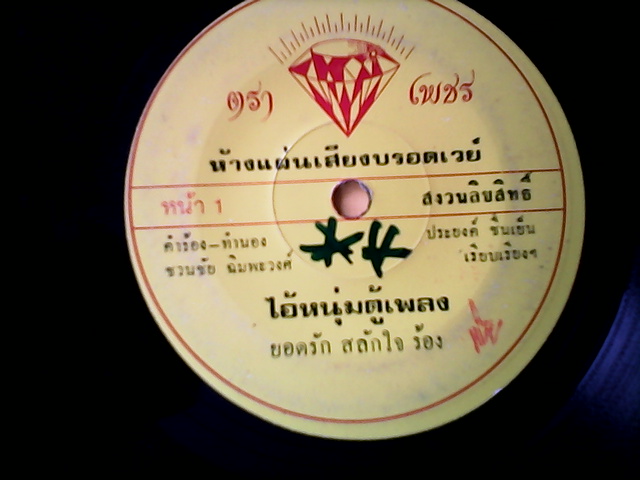 ตรา เพชร
ห้างแผ่นเสียงบรอดเวย์
หน้า 1 สงวนลิขสิทธิ์
คำร้อง-ทำนอง ประยงค์ ชื่นเย็น
ชวนชัย ฉิมพะวงศ์ เรียบเรียงฯ
ไอ้หนุ่มตู้เพลง
ยอดรัก สลักใจ ร้อง